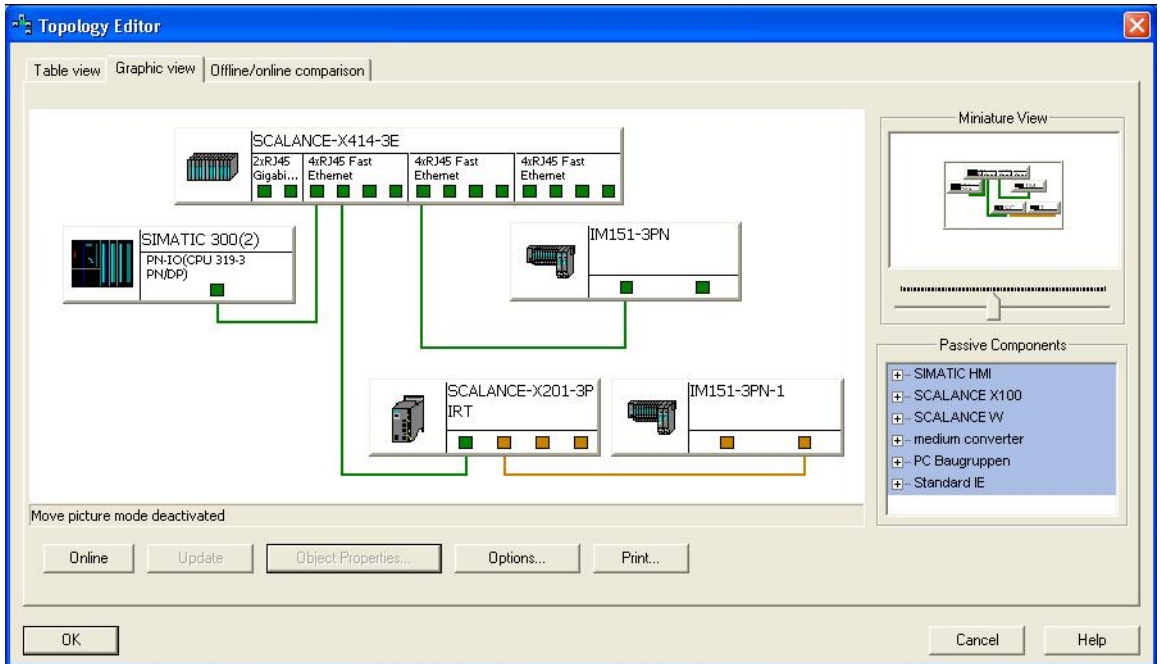 Topology Editor
Table view
Graphic view
Offline/online comparison
SCALANCE-X414-3E
2xRJ45
Gigabi...
4xRJ45 Fast
Ethernet
4xRJ45 Fast
Ethernet
4xRJ45 Fast
Ethernet
SIMATIC 300(2)
PN-IO(CPU 319-3
PN/DP)
IM151-3PN
SCALANCE-X201-3P
IRT
IM151-3PN-1
Move picture mode deactivated
Miniature View
Passive Components
SIMATIC HMI
SCALANCE X100
SCALANCE W
medium converter
PC Baugruppen
Standard IE
Online
Update
Object Properties...
Options...
Print...
OK
Cancel
Help